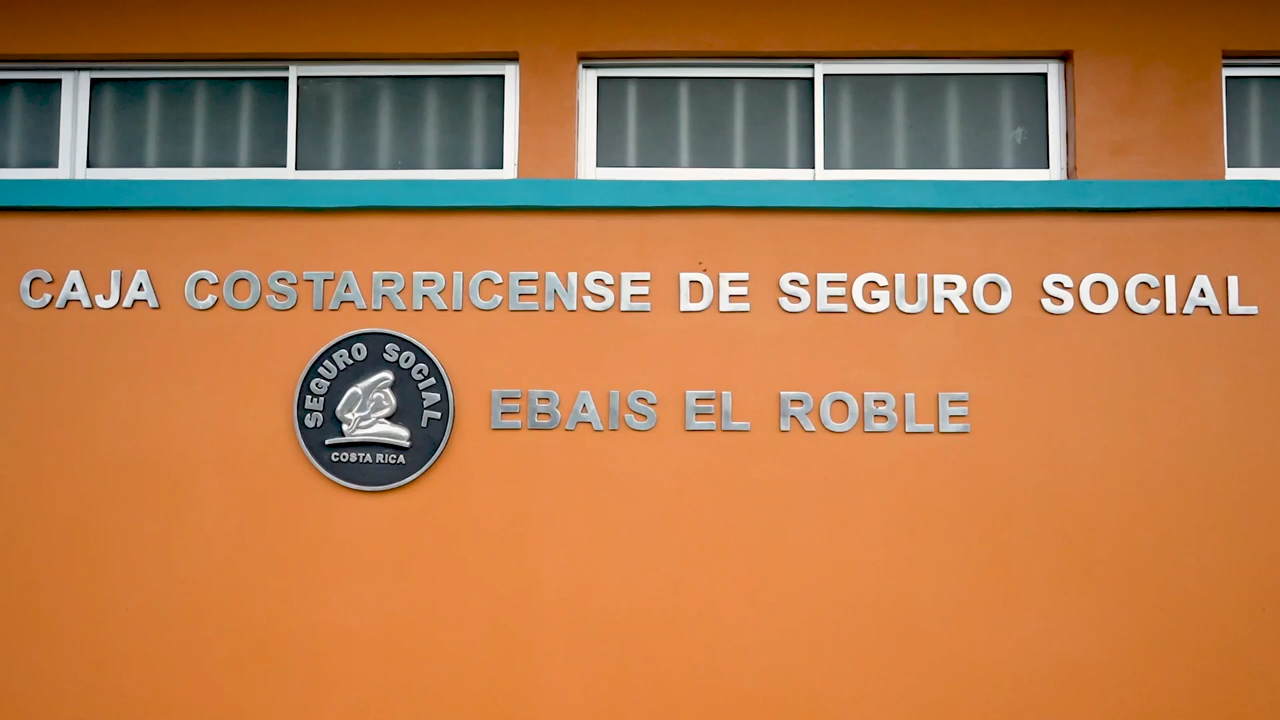 CAJA COSTARRICENSE DE SEGURO SOCIAL
SEGURO SOCIAL
COSTA RICA
EBAIS EL ROBLE